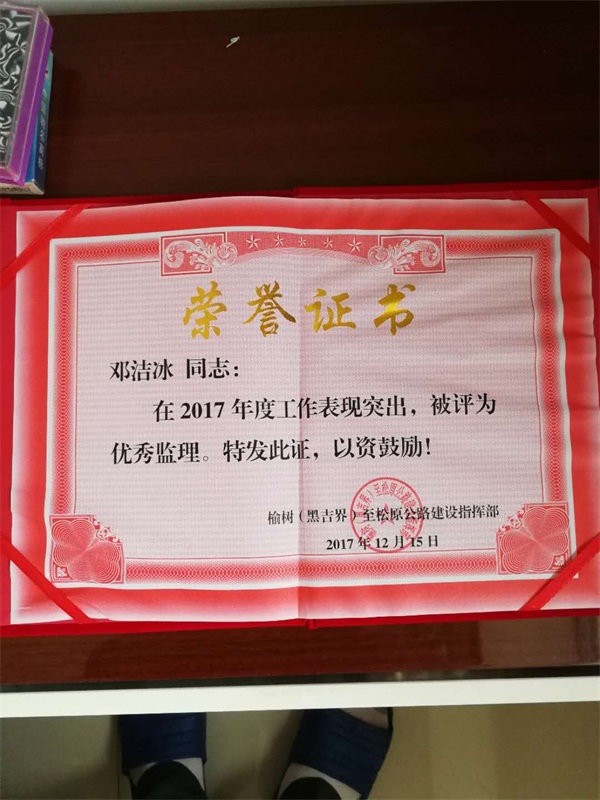 荣誉证书
邓洁冰 同志：
在 2017 年度工作表现突出，被评为
优秀监理。特发此证，以资鼓励！
榆树（黑吉界）至松原公路建设指挥部
2017 年 12 月 15 日